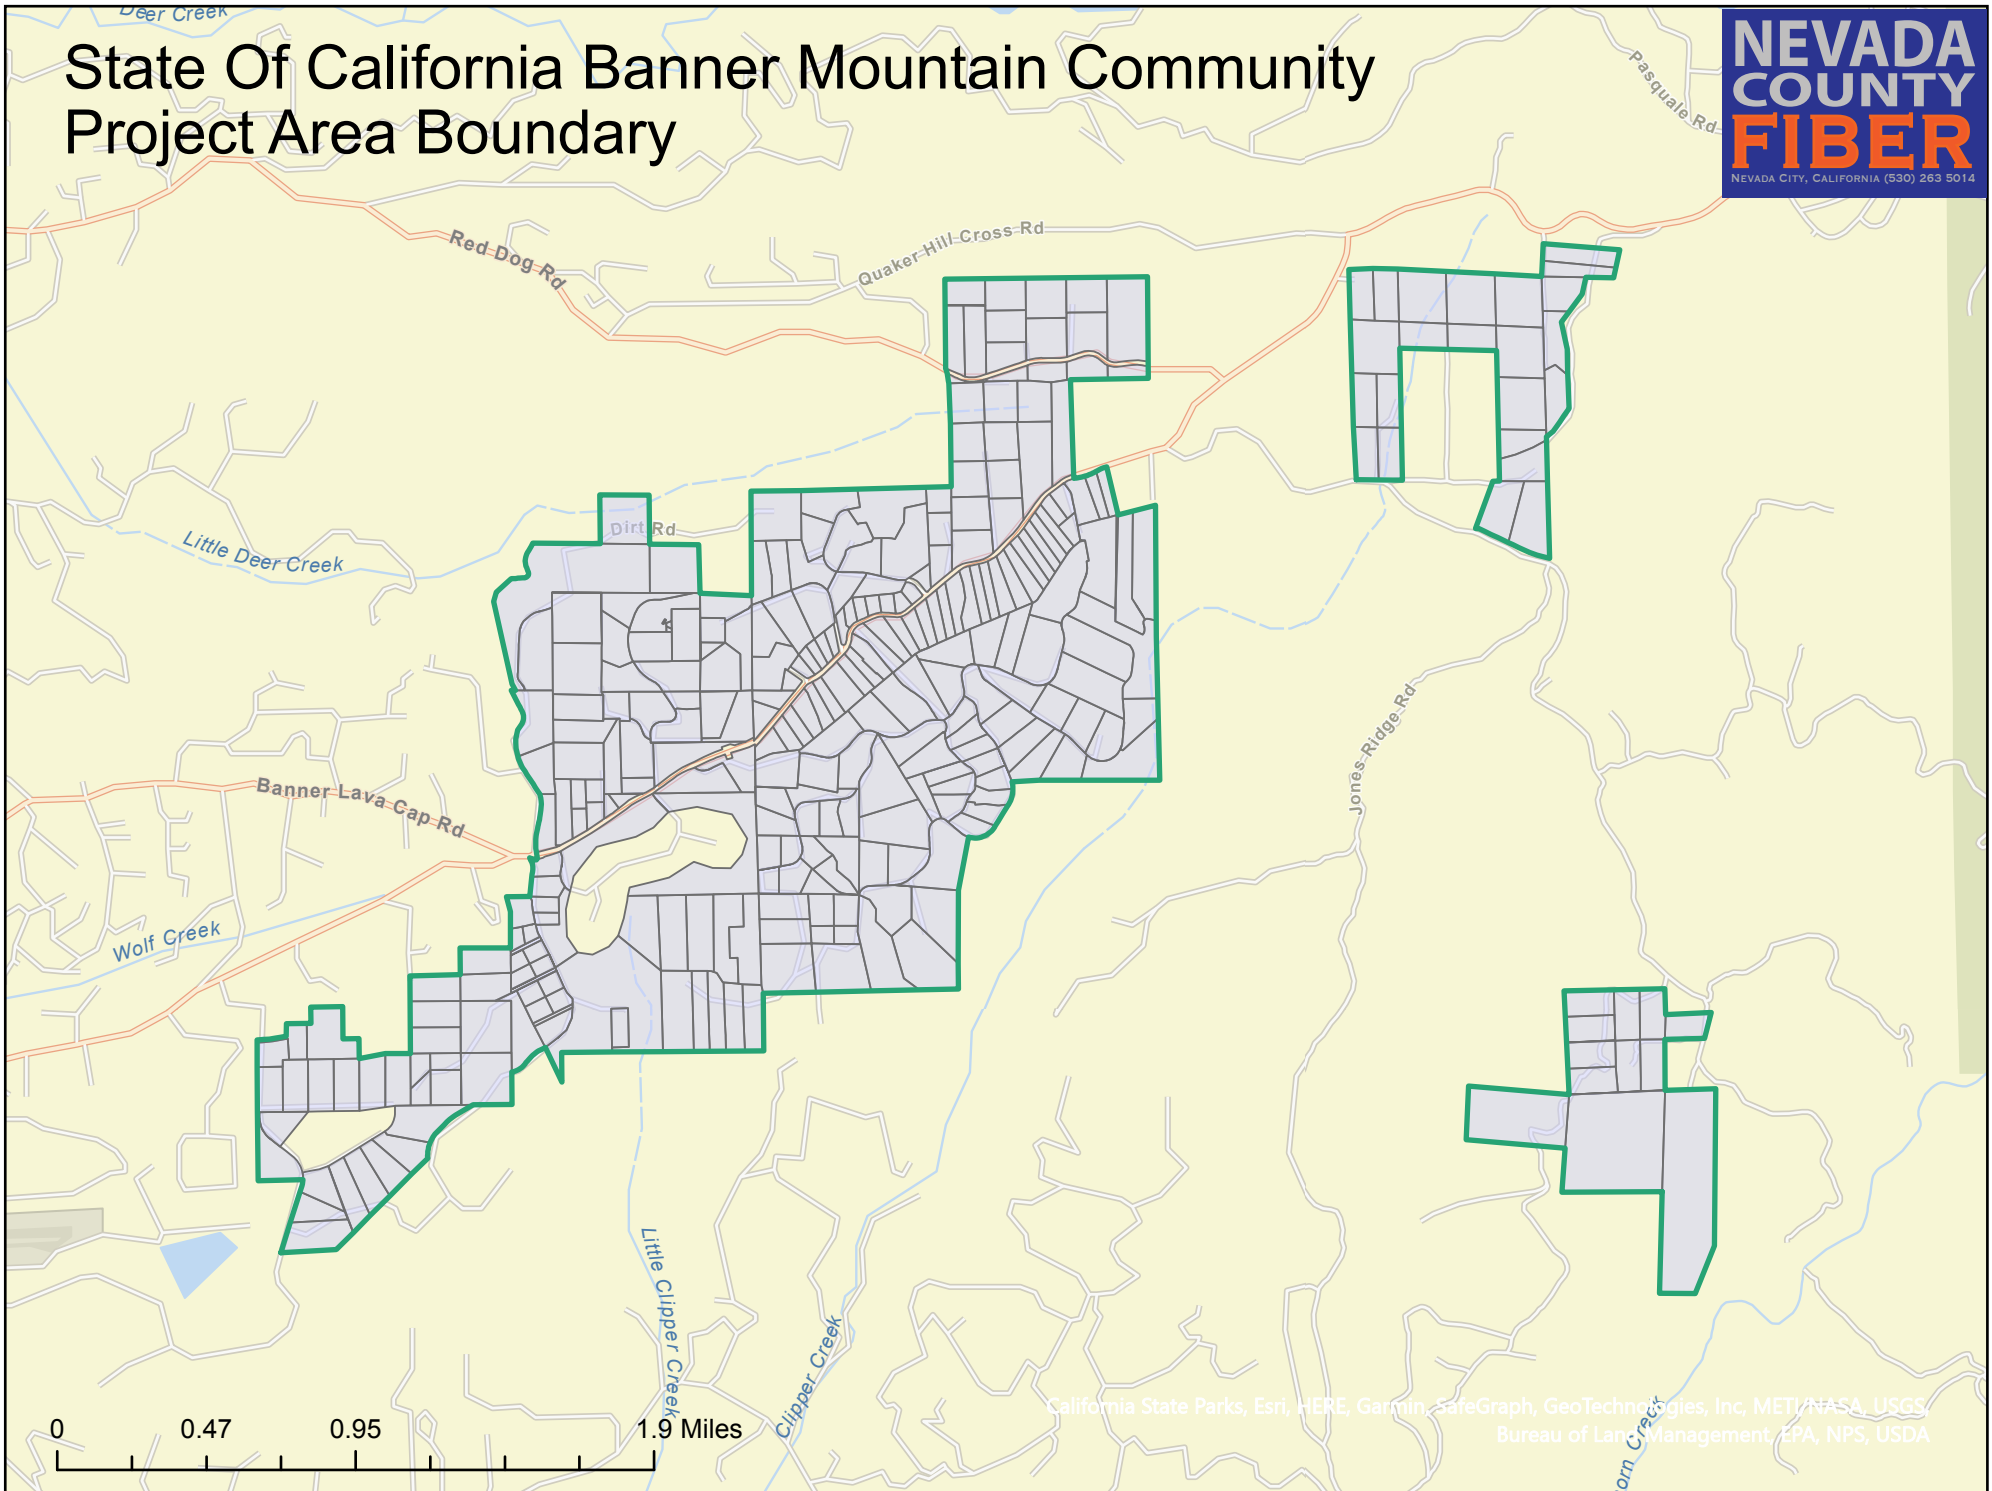 Deer Creek
State Of California Banner Mountain Community
Project Area Boundary
NEVADA
COUNTY
FIBER
NEVADA CITY, CALIFORNIA (530) 263 5014
Pasquale Rd
Red Dog Rd
Quaker Hill Cross Rd
Dirt Rd
Little Deer Creek
Jones Ridge Rd
Banner Lava Cap Rd
Wolf Creek
Little Clipper Creek
Clipper Creek
0 0.47 0.95 1.9 Miles
California State Parks, Esri, HERE, Garmin, SafeGraph, GeoTechnologies, Inc, METI/NASA, USGS,
Bureau of Land Management, EPA, NPS, USDA
Creek